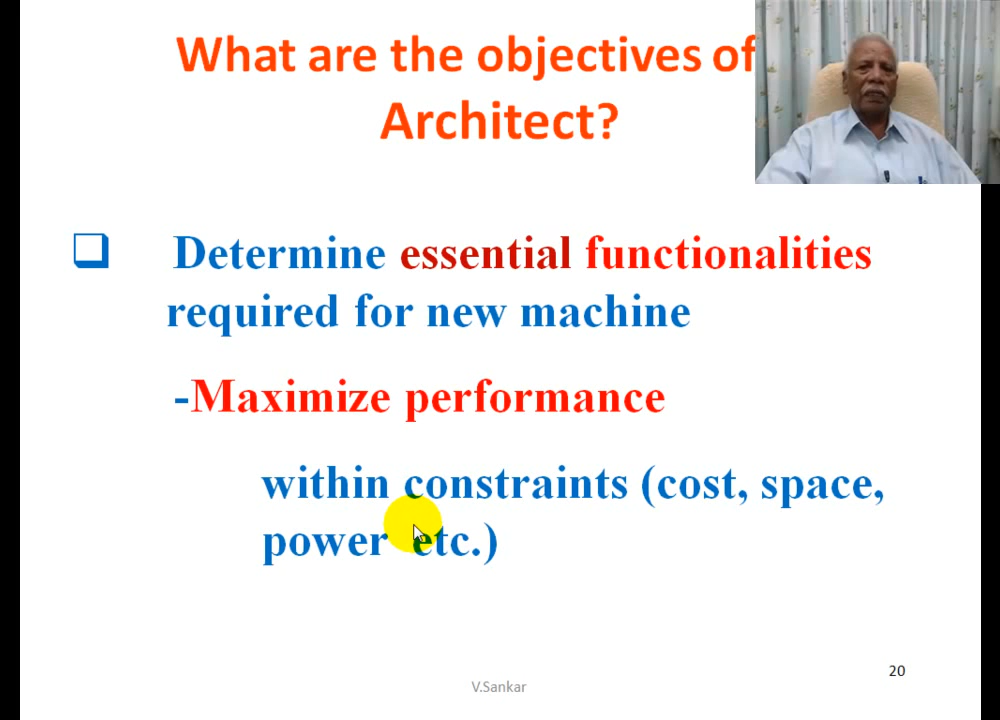 What are the objectives of
Architect?
Determine essential functionalities
required for new machine
-Maximize performance
within constraints (cost, space,
power etc.)
20
V.Sankar